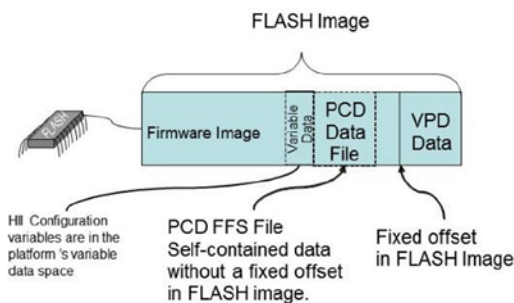 FLASH Image
FLASH
Firmware Image
Variable
Data
PCD
Data
File
VPD
Data
HII Configuration
variables are in the
platform 's variable
data space
PCD FFS File
Self-contained data
without a fixed offset
in FLASH image.
Fixed offset
in FLASH Image